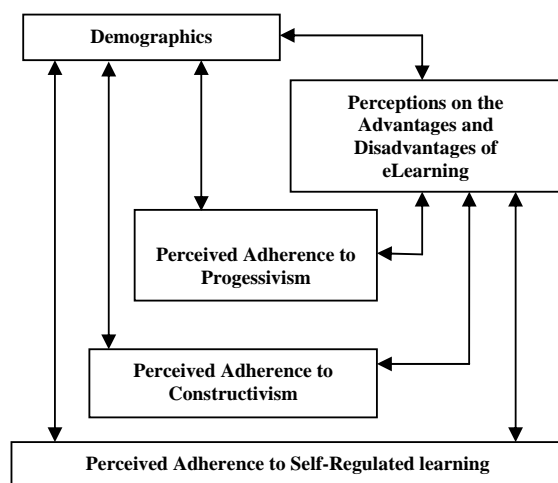 Demographics
Perceptions on the
Advantages and
Disadvantages of
eLearning
Perceived Adherence to
Progessivism
Perceived Adherence to
Constructivism
Perceived Adherence to Self-Regulated learning